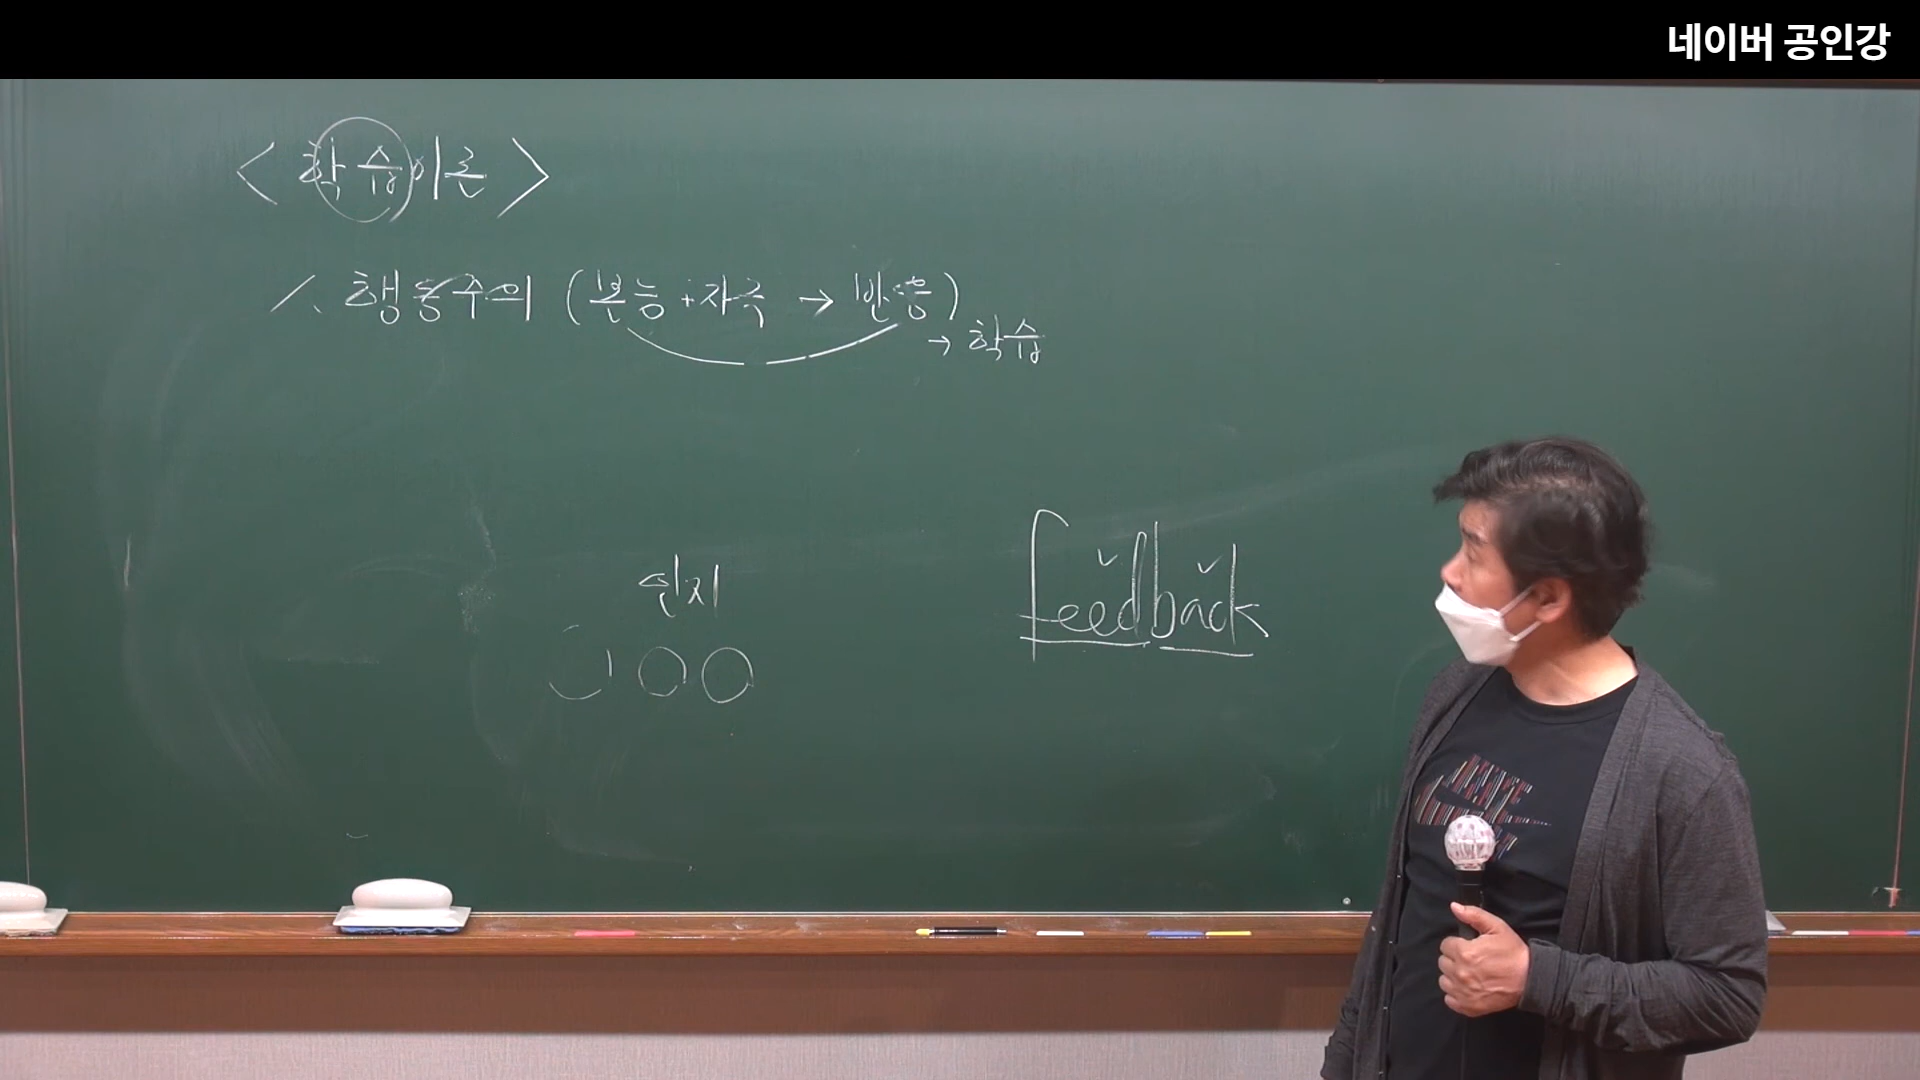 네이버 공인강
< 학습이론 >
1. 행동주의 (본능+자극 → 반응)
→ 학습
인지
feedback